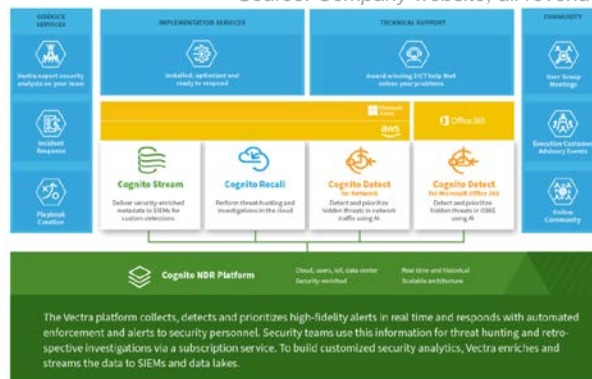 Source: Company website, all revenu
SIDEKICK
SERVICES
Vectra expert security
analysts on your team
Incident
Response
Playbook
Creation
IMPLEMENTATION SERVICES
Installed, optimized and
ready to respond
TECHNICAL SUPPORT
Award winning 24/7 help that
solves your problems
COMMUNITY
User Group
Meetings
Executive Customer
Advisory Events
Online
Community
Microsoft
Azure
aws
Office 365
Cognito Stream
Deliver security-enriched
metadata to SIEMs for
custom detections
Cognito Recall
Perform threat-hunting and
investigations in the cloud
Cognito Detect
for Network
Detect and prioritize
hidden threats in network
traffic using AI
Cognito Detect
for Microsoft Office 365
Detect and prioritize
hidden threats in O365
using AI
Cognito NDR Platform
Cloud, users, IoT, data center
Security-enriched
Real time and historical
Scalable architecture
The Vectra platform collects, detects and prioritizes high-fidelity alerts in real time and responds with automated
enforcement and alerts to security personnel. Security teams use this information for threat hunting and retro-
spective investigations via a subscription service. To build customized security analytics, Vectra enriches and
streams the data to SIEMs and data lakes.